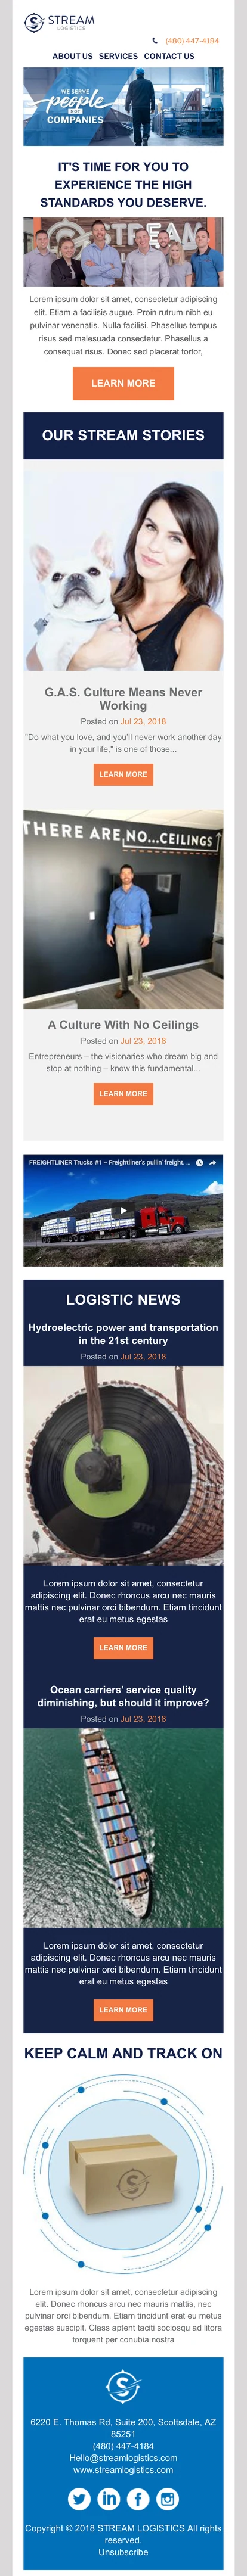 STREAM
LOGISTICS
(480) 447-4184
ABOUT US SERVICES CONTACT US
WE SERVE
people
NOT
COMPANIES
IT'S TIME FOR YOU TO
EXPERIENCE THE HIGH
STANDARDS YOU DESERVE.
Lorem ipsum dolor sit amet, consectetur adipiscing
elit. Etiam a facilisis augue. Proin rutrum nibh eu
pulvinar venenatis. Nulla facilisi. Phasellus tempus
risus sed malesuada consectetur. Phasellus a
consequat risus. Donec sed placerat tortor,
LEARN MORE
OUR STREAM STORIES
G.A.S. Culture Means Never
Working
Posted on Jul 23, 2018
"Do what you love, and you'll never work another day
in your life," is one of those...
LEARN MORE
THERE ARE NO...CEILINGS
A Culture With No Ceilings
Posted on Jul 23, 2018
Entrepreneurs – the visionaries who dream big and
stop at nothing – know this fundamental...
LEARN MORE
FREIGHTLINER Trucks #1 – Freightliner's pullin' freight. ...
LOGISTIC NEWS
Hydroelectric power and transportation
in the 21st century
Posted on Jul 23, 2018
Lorem ipsum dolor sit amet, consectetur
adipiscing elit. Donec rhoncus arcu nec mauris
mattis nec pulvinar orci bibendum. Etiam tincidunt
erat eu metus egestas
LEARN MORE
Ocean carriers' service quality
diminishing, but should it improve?
Posted on Jul 23, 2018
Lorem ipsum dolor sit amet, consectetur
adipiscing elit. Donec rhoncus arcu nec mauris
mattis nec pulvinar orci bibendum. Etiam tincidunt
erat eu metus egestas
LEARN MORE
KEEP CALM AND TRACK ON
Lorem ipsum dolor sit amet, consectetur adipiscing
elit. Donec rhoncus arcu nec mauris mattis, nec
pulvinar orci bibendum. Etiam tincidunt erat eu metus
egestas suscipit. Class aptent taciti sociosqu ad litora
torquent per conubia nostra
6220 E. Thomas Rd, Suite 200, Scottsdale, AZ
85251
(480) 447-4184
Hello@streamlogistics.com
www.streamlogistics.com
Copyright © 2018 STREAM LOGISTICS All rights
reserved.
Unsubscribe